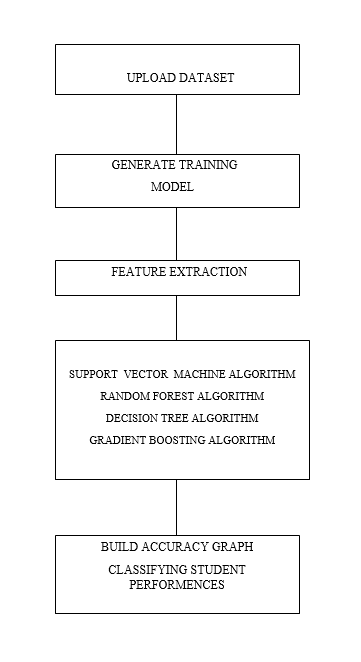 UPLOAD DATASET
GENERATE TRAINING
MODEL
FEATURE EXTRACTION
SUPPORT VECTOR MACHINE ALGORITHM
RANDOM FOREST ALGORITHM
DECISION TREE ALGORITHM
GRADIENT BOOSTING ALGORITHM
BUILD ACCURACY GRAPH
CLASSIFYING STUDENT
PERFORMENCES